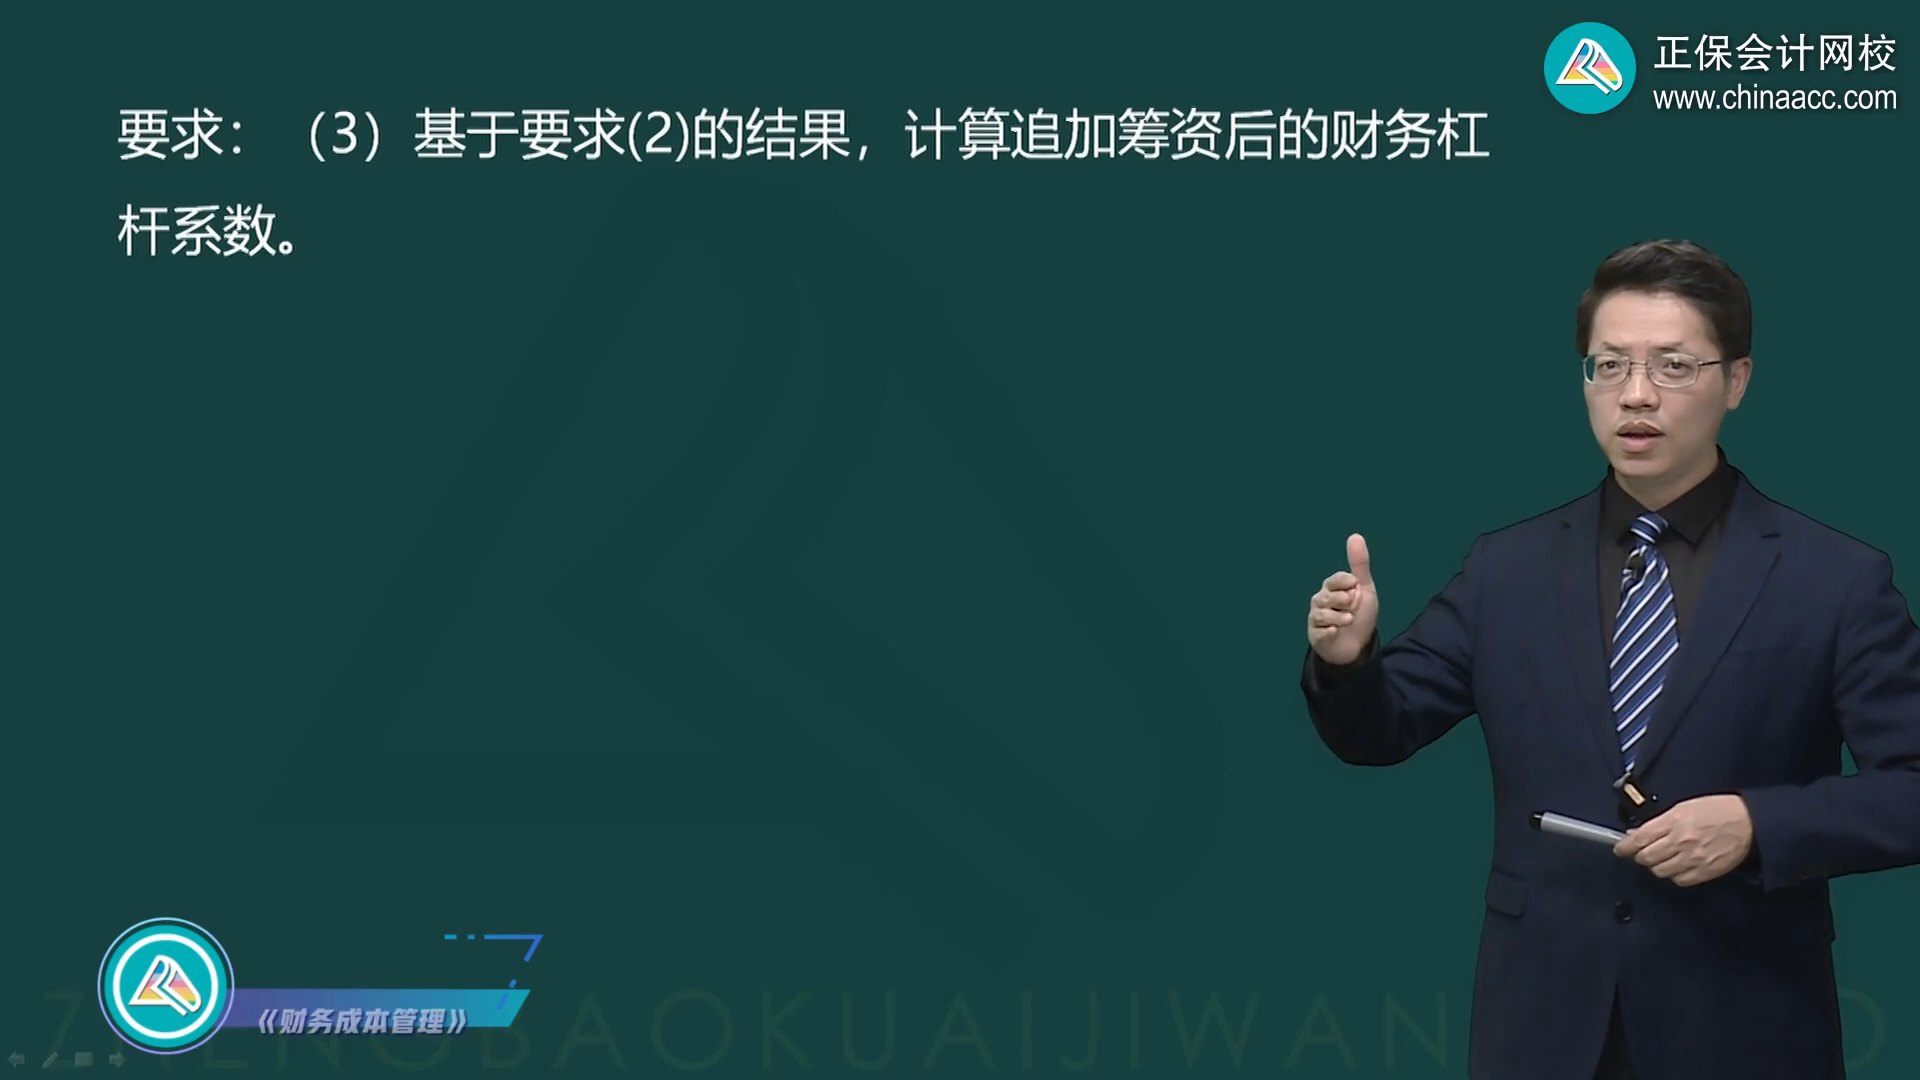 正保会计网校
www.chinaacc.com
要求：（3）基于要求(2)的结果，计算追加筹资后的财务杠
杆系数。
《财务成本管理》
ZHENGBAOKUAIJIWAN